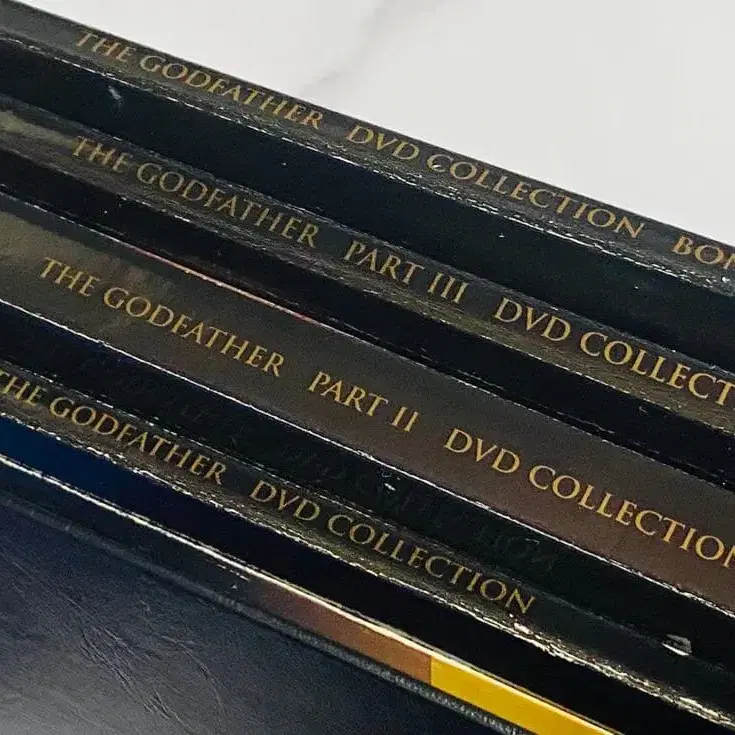 THE GODFATHER DVD COLLECTION
THE GODFATHER PART III DVD
THE GODFATHER PART II DVD COLLECTION
THE GODFATHER DVD COLLECTION